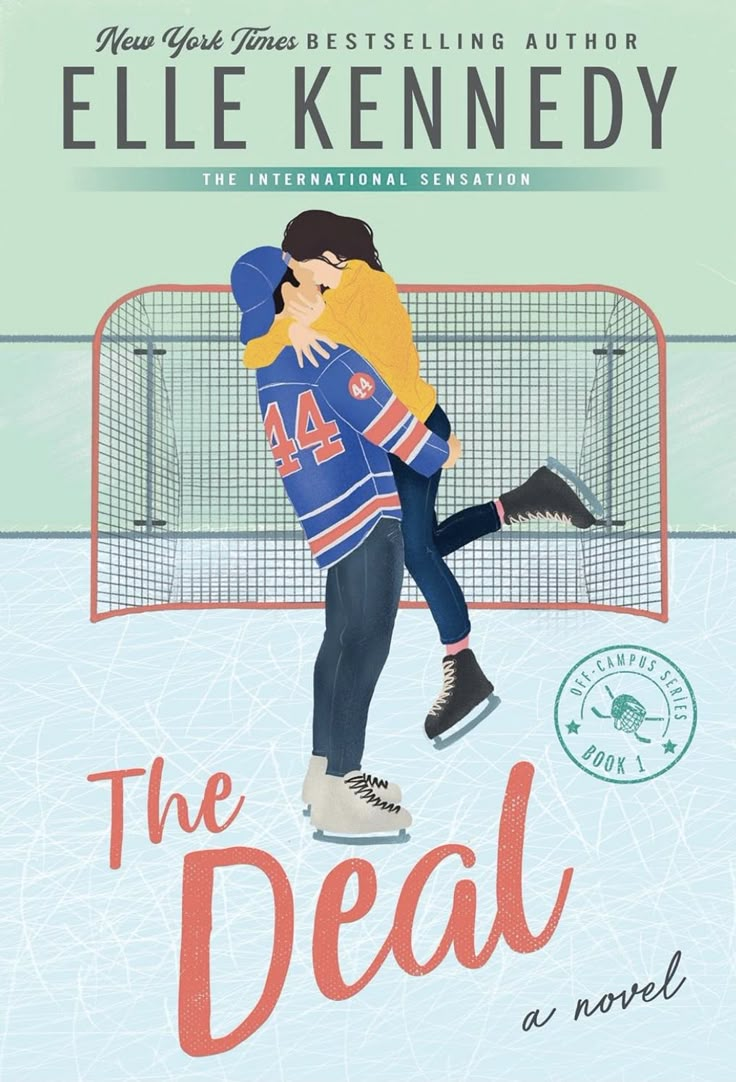 New York Times BESTSELLING AUTHOR
ELLE KENNEDY
THE INTERNATIONAL SENSATION
44
44
OFF-CAMPUS SERIES
BOOK 1
The
Deal
a novel